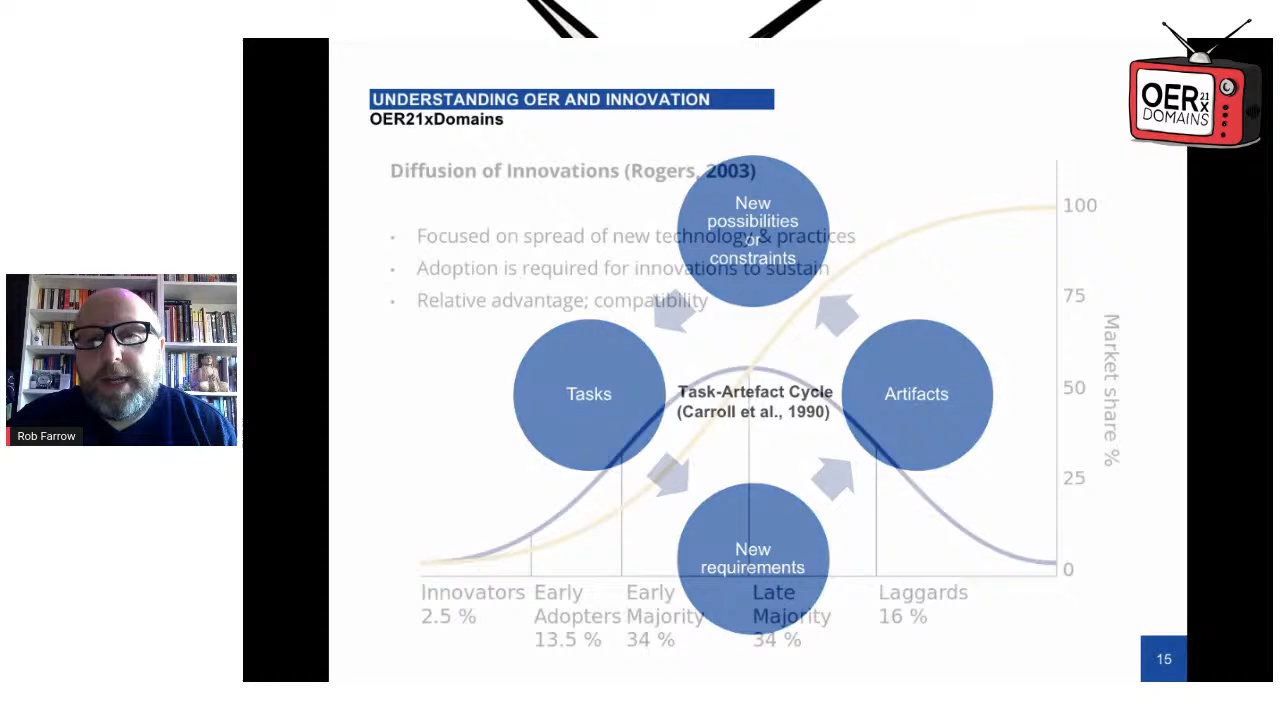 UNDERSTANDING OER AND INNOVATION
OER21xDomains
OER 21
x
DOMAINS
Diffusion of Innovations (Rogers, 2003)
Focused on spread of new technology & practices
Adoption is required for innovations to sustain
Relative advantage; compatibility
New
possibilities
or
constraints
Tasks
Task-Artefact Cycle
(Carroll et al., 1990)
Artifacts
New
requirements
100
75
50
25
0
Market share %
Innovators
2.5 %
Early
Adopters
13.5 %
Early
Majority
34 %
Late
Majority
34 %
Laggards
16 %
Rob Farrow
15